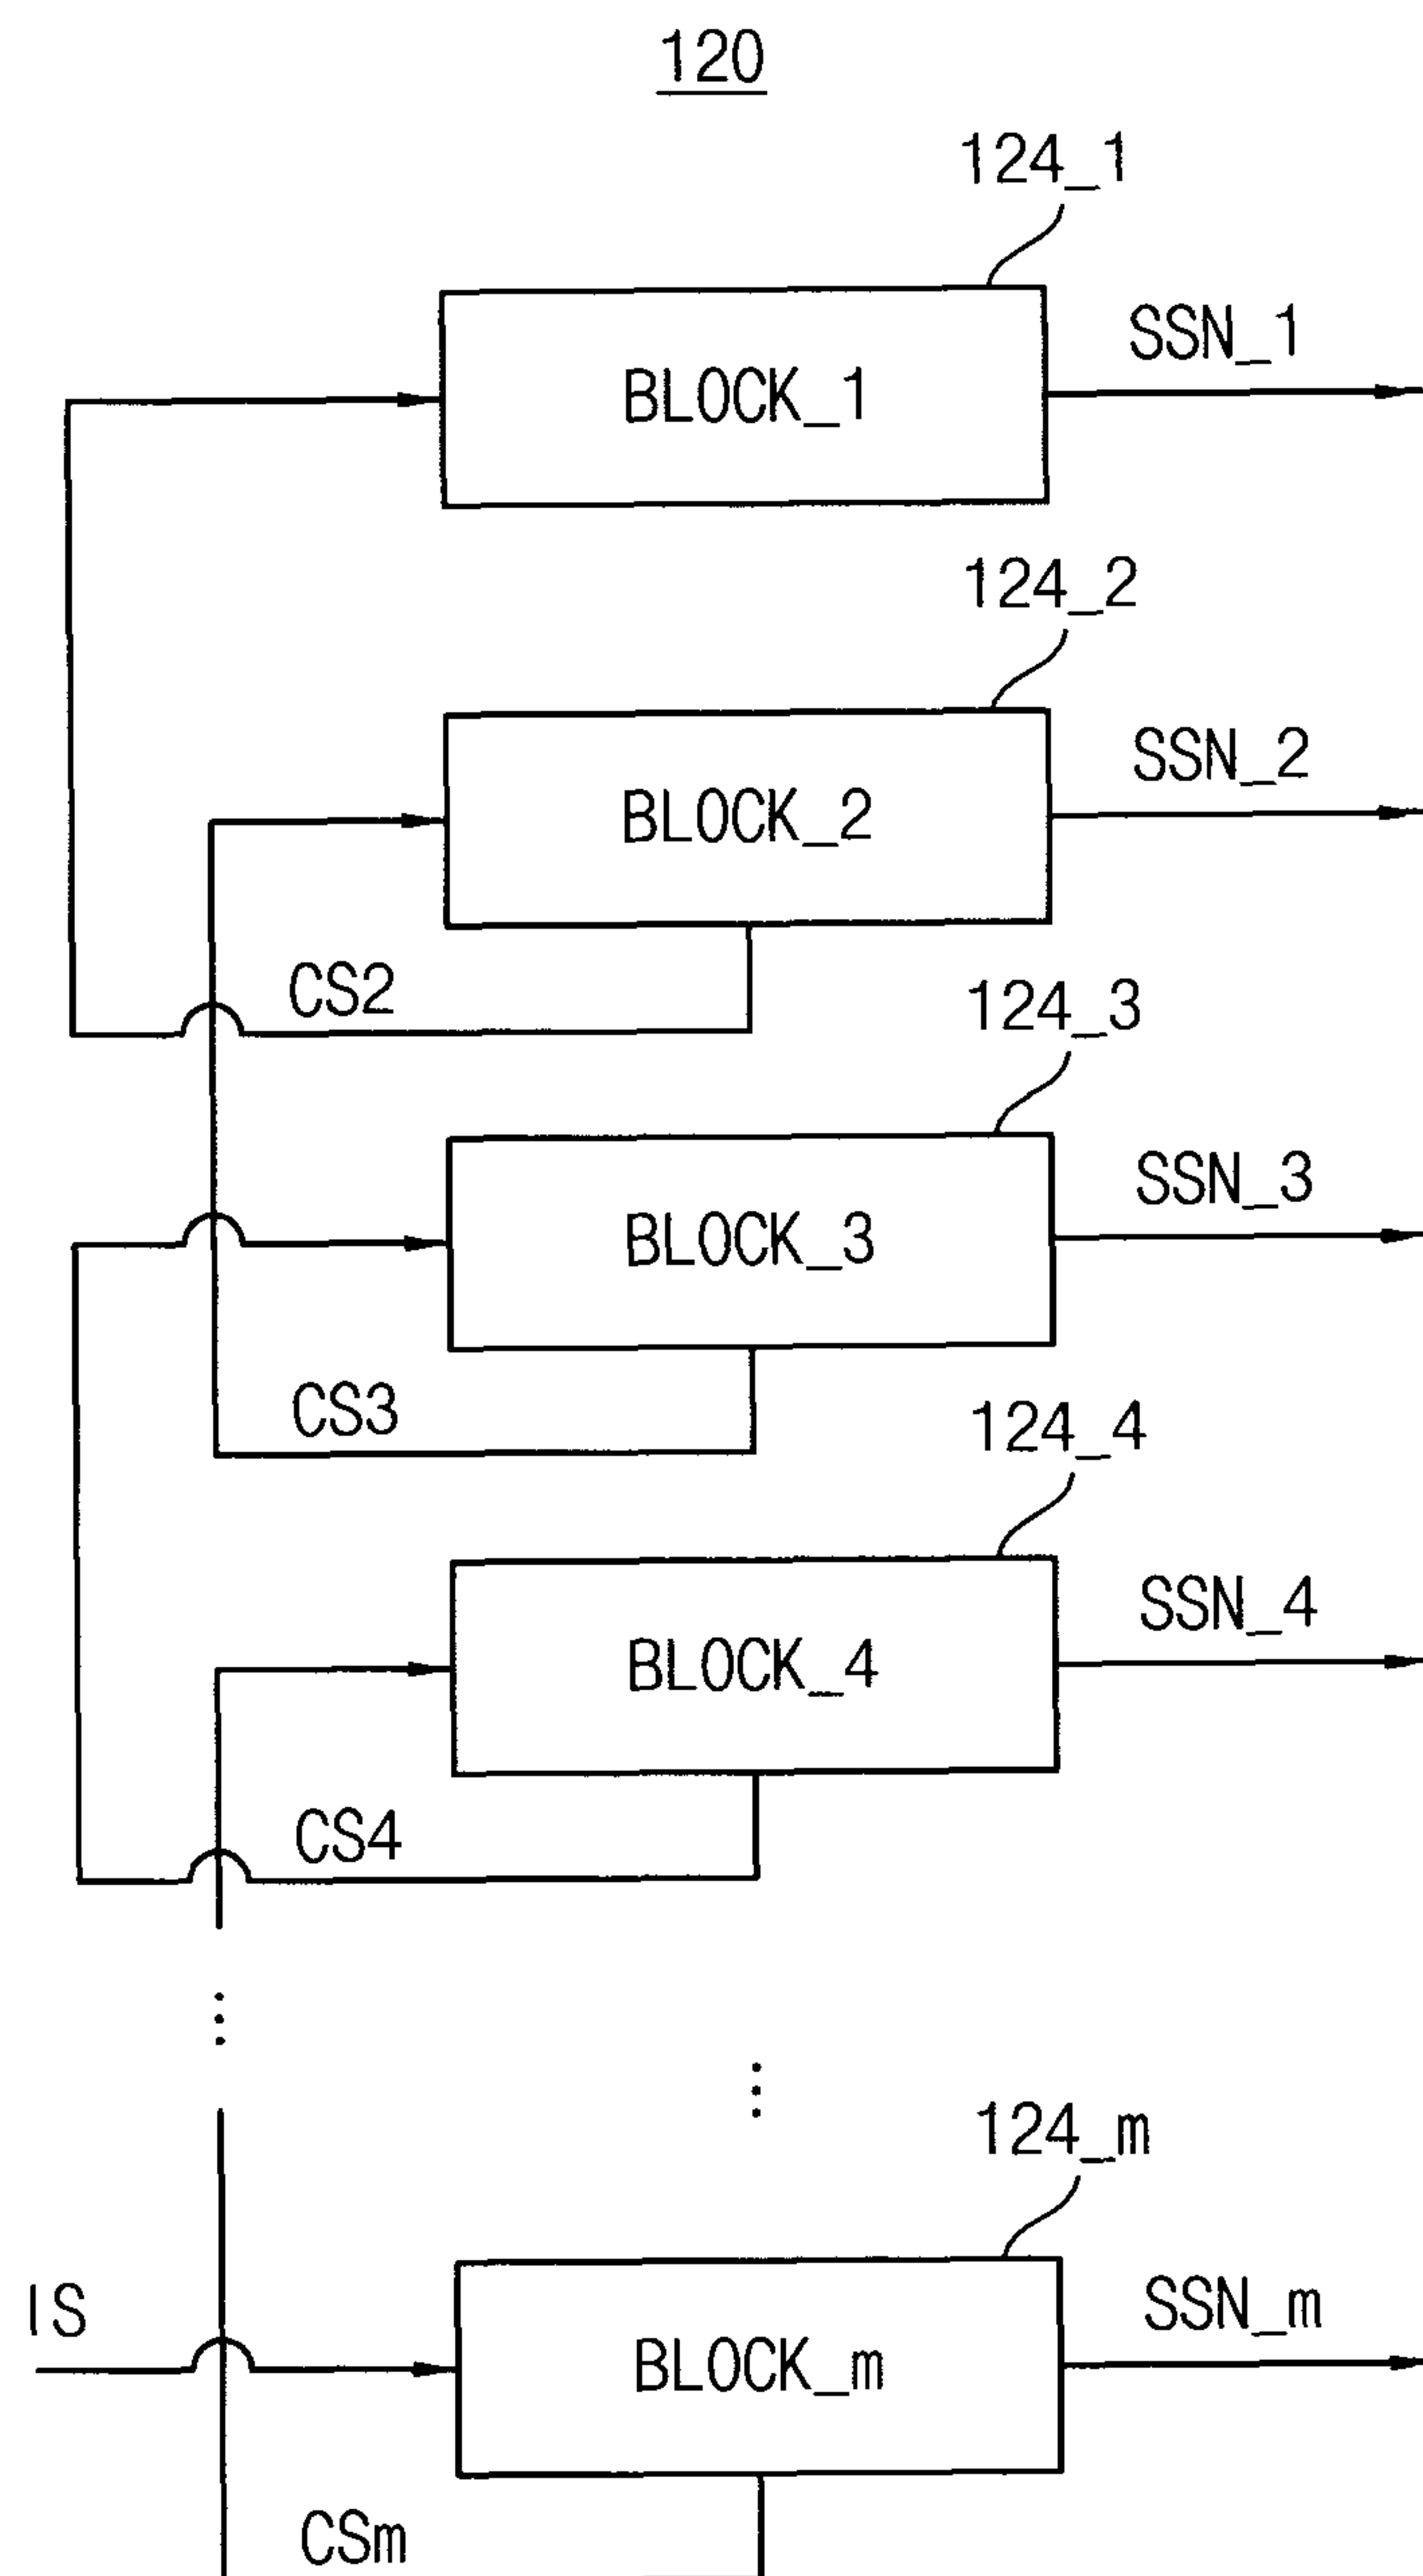 120
124_1
SSN_1
BLOCK_1
124_2
SSN_2
BLOCK_2
CS2
124_3
SSN_3
BLOCK_3
CS3
124_4
SSN_4
BLOCK_4
CS4
124_m
IS
SSN_m
BLOCK_m
CSm